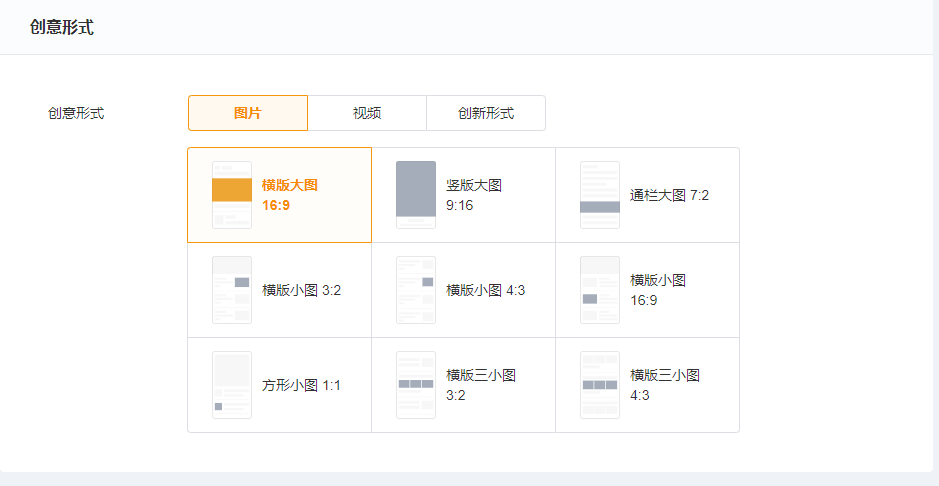 创意形式
创意形式
图片
视频
创新形式
横版大图
16:9
竖版大图
9:16
通栏大图 7:2
横版小图 3:2
横版小图 4:3
横版小图
16:9
方形小图 1:1
横版三小图
3:2
横版三小图
4:3